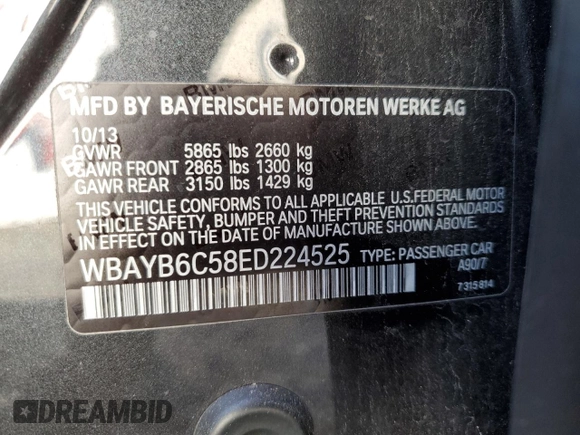 MFD BY BAYERISCHE MOTOREN WERKE AG
10/13
GVWR 5865 lbs 2660 kg
GAWR FRONT 2865 lbs 1300 kg
GAWR REAR 3150 lbs 1429 kg
THIS VEHICLE CONFORMS TO ALL APPLICABLE U.S.FEDERAL MOTOR
VEHICLE SAFETY, BUMPER AND THEFT PREVENTION STANDARDS
IN EFFECT ON THE DATE OF MANUFACTURE SHOWN ABOVE.
WBAYB6C58ED224525 TYPE: PASSENGER CAR
A90/7
7315814
DREAMBID